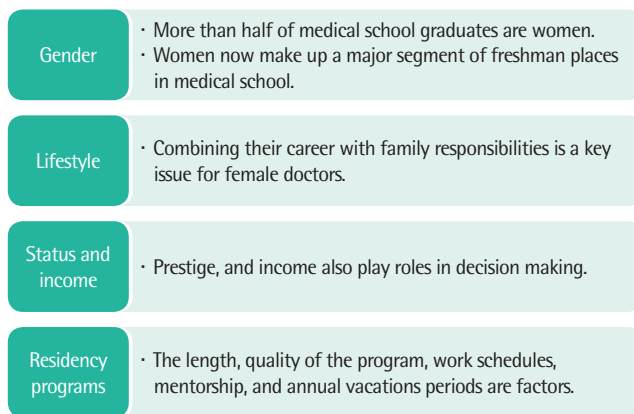 Gender
· More than half of medical school graduates are women.
· Women now make up a major segment of freshman places
in medical school.
Lifestyle
· Combining their career with family responsibilities is a key
issue for female doctors.
Status and
income
· Prestige, and income also play roles in decision making.
Residency
programs
· The length, quality of the program, work schedules,
mentorship, and annual vacations periods are factors.